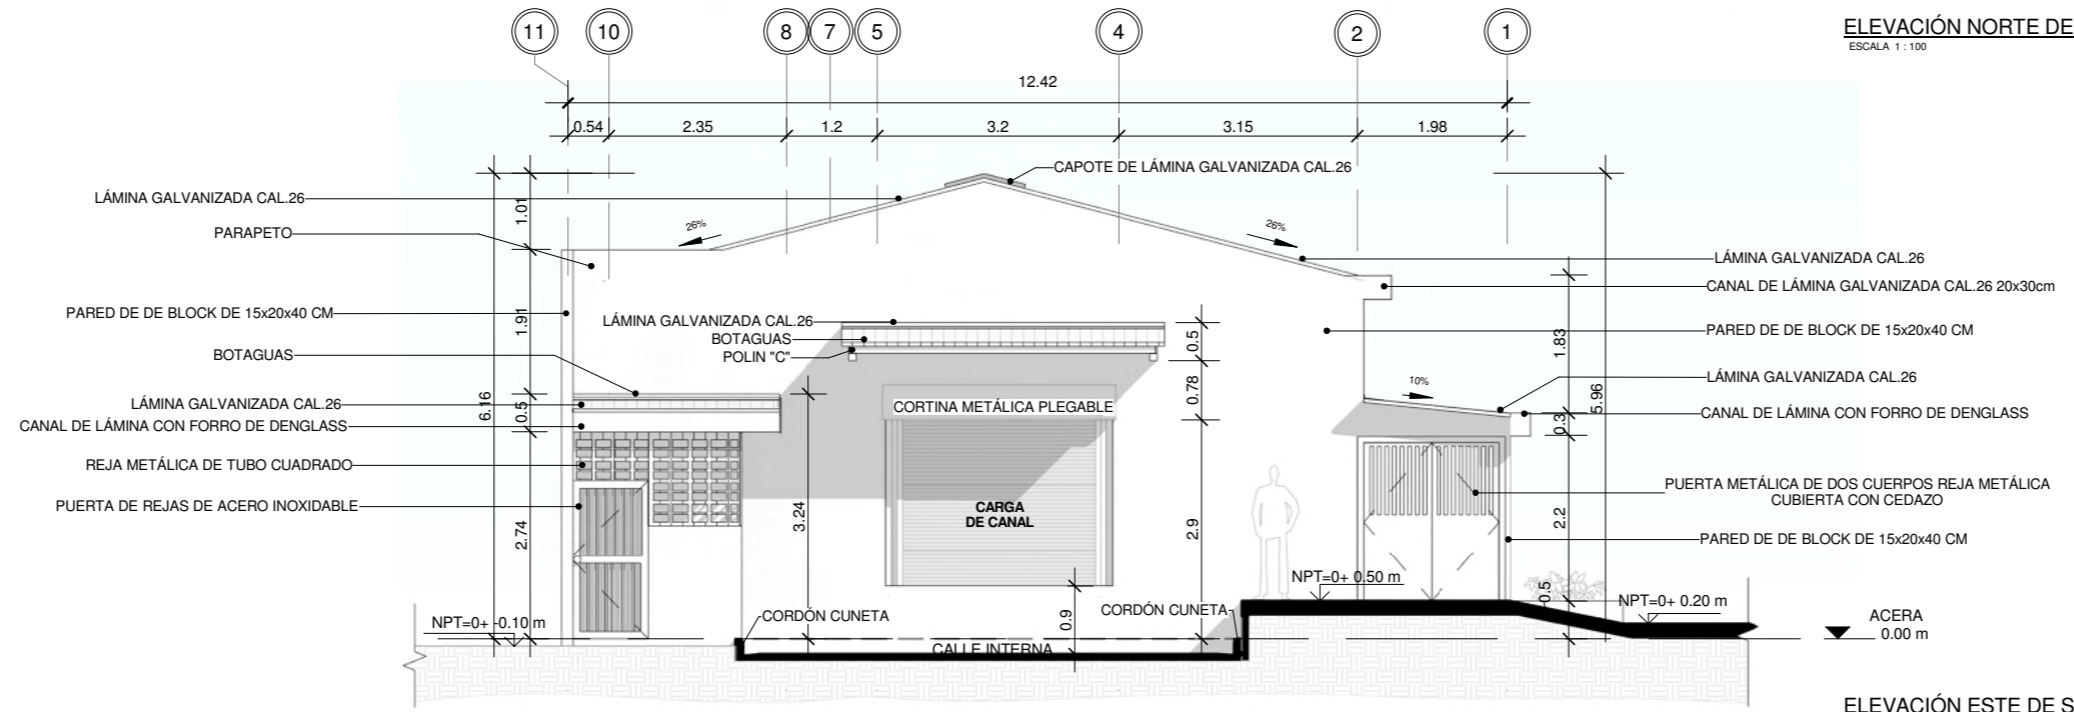 11 10 8 7 5 4 2 1
ELEVACIÓN NORTE DE
ESCALA 1 : 100
12.42
0.54 2.35 1.2 3.2 3.15 1.98
CAPOTE DE LÁMINA GALVANIZADA CAL.26
LÁMINA GALVANIZADA CAL.26
1.01
26%
26%
PARAPETO
LÁMINA GALVANIZADA CAL.26
CANAL DE LÁMINA GALVANIZADA CAL.26 20x30cm
PARED DE DE BLOCK DE 15x20x40 CM
1.91
LÁMINA GALVANIZADA CAL.26
BOTAGUAS
POLIN "C"
0.5
1.83
PARED DE DE BLOCK DE 15x20x40 CM
BOTAGUAS
0.78
10%
LÁMINA GALVANIZADA CAL.26
5.96
LÁMINA GALVANIZADA CAL.26
6.16
0.5
CORTINA METÁLICA PLEGABLE
0.3
CANAL DE LÁMINA CON FORRO DE DENGLASS
CANAL DE LÁMINA CON FORRO DE DENGLASS
REJA METÁLICA DE TUBO CUADRADO
PUERTA METÁLICA DE DOS CUERPOS REJA METÁLICA
CUBIERTA CON CEDAZO
PUERTA DE REJAS DE ACERO INOXIDABLE
3.24
CARGA
DE CANAL
2.2
2.74
2.9
PARED DE DE BLOCK DE 15x20x40 CM
NPT=0+ 0.50 m
0.5
NPT=0+ 0.20 m
NPT=0+ -0.10 m
CORDÓN CUNETA
0.9
CORDÓN CUNETA
ACERA
0.00 m
CALLE INTERNA
ELEVACIÓN ESTE DE S